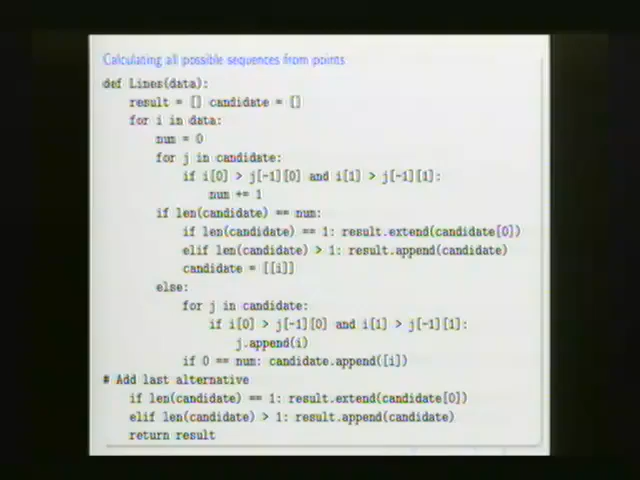 Calculating all possible sequences from points
def Lines(data):
result = [] candidate = []
for i in data:
num = 0
for j in candidate:
if i[0] > j[-1][0] and i[1] > j[-1][1]:
num += 1
if len(candidate) == num:
if len(candidate) == 1: result.extend(candidate[0])
elif len(candidate) > 1: result.append(candidate)
candidate = [[i]]
else:
for j in candidate:
if i[0] > j[-1][0] and i[1] > j[-1][1]:
j.append(i)
if 0 == num: candidate.append([i])
# Add last alternative
if len(candidate) == 1: result.extend(candidate[0])
elif len(candidate) > 1: result.append(candidate)
return result